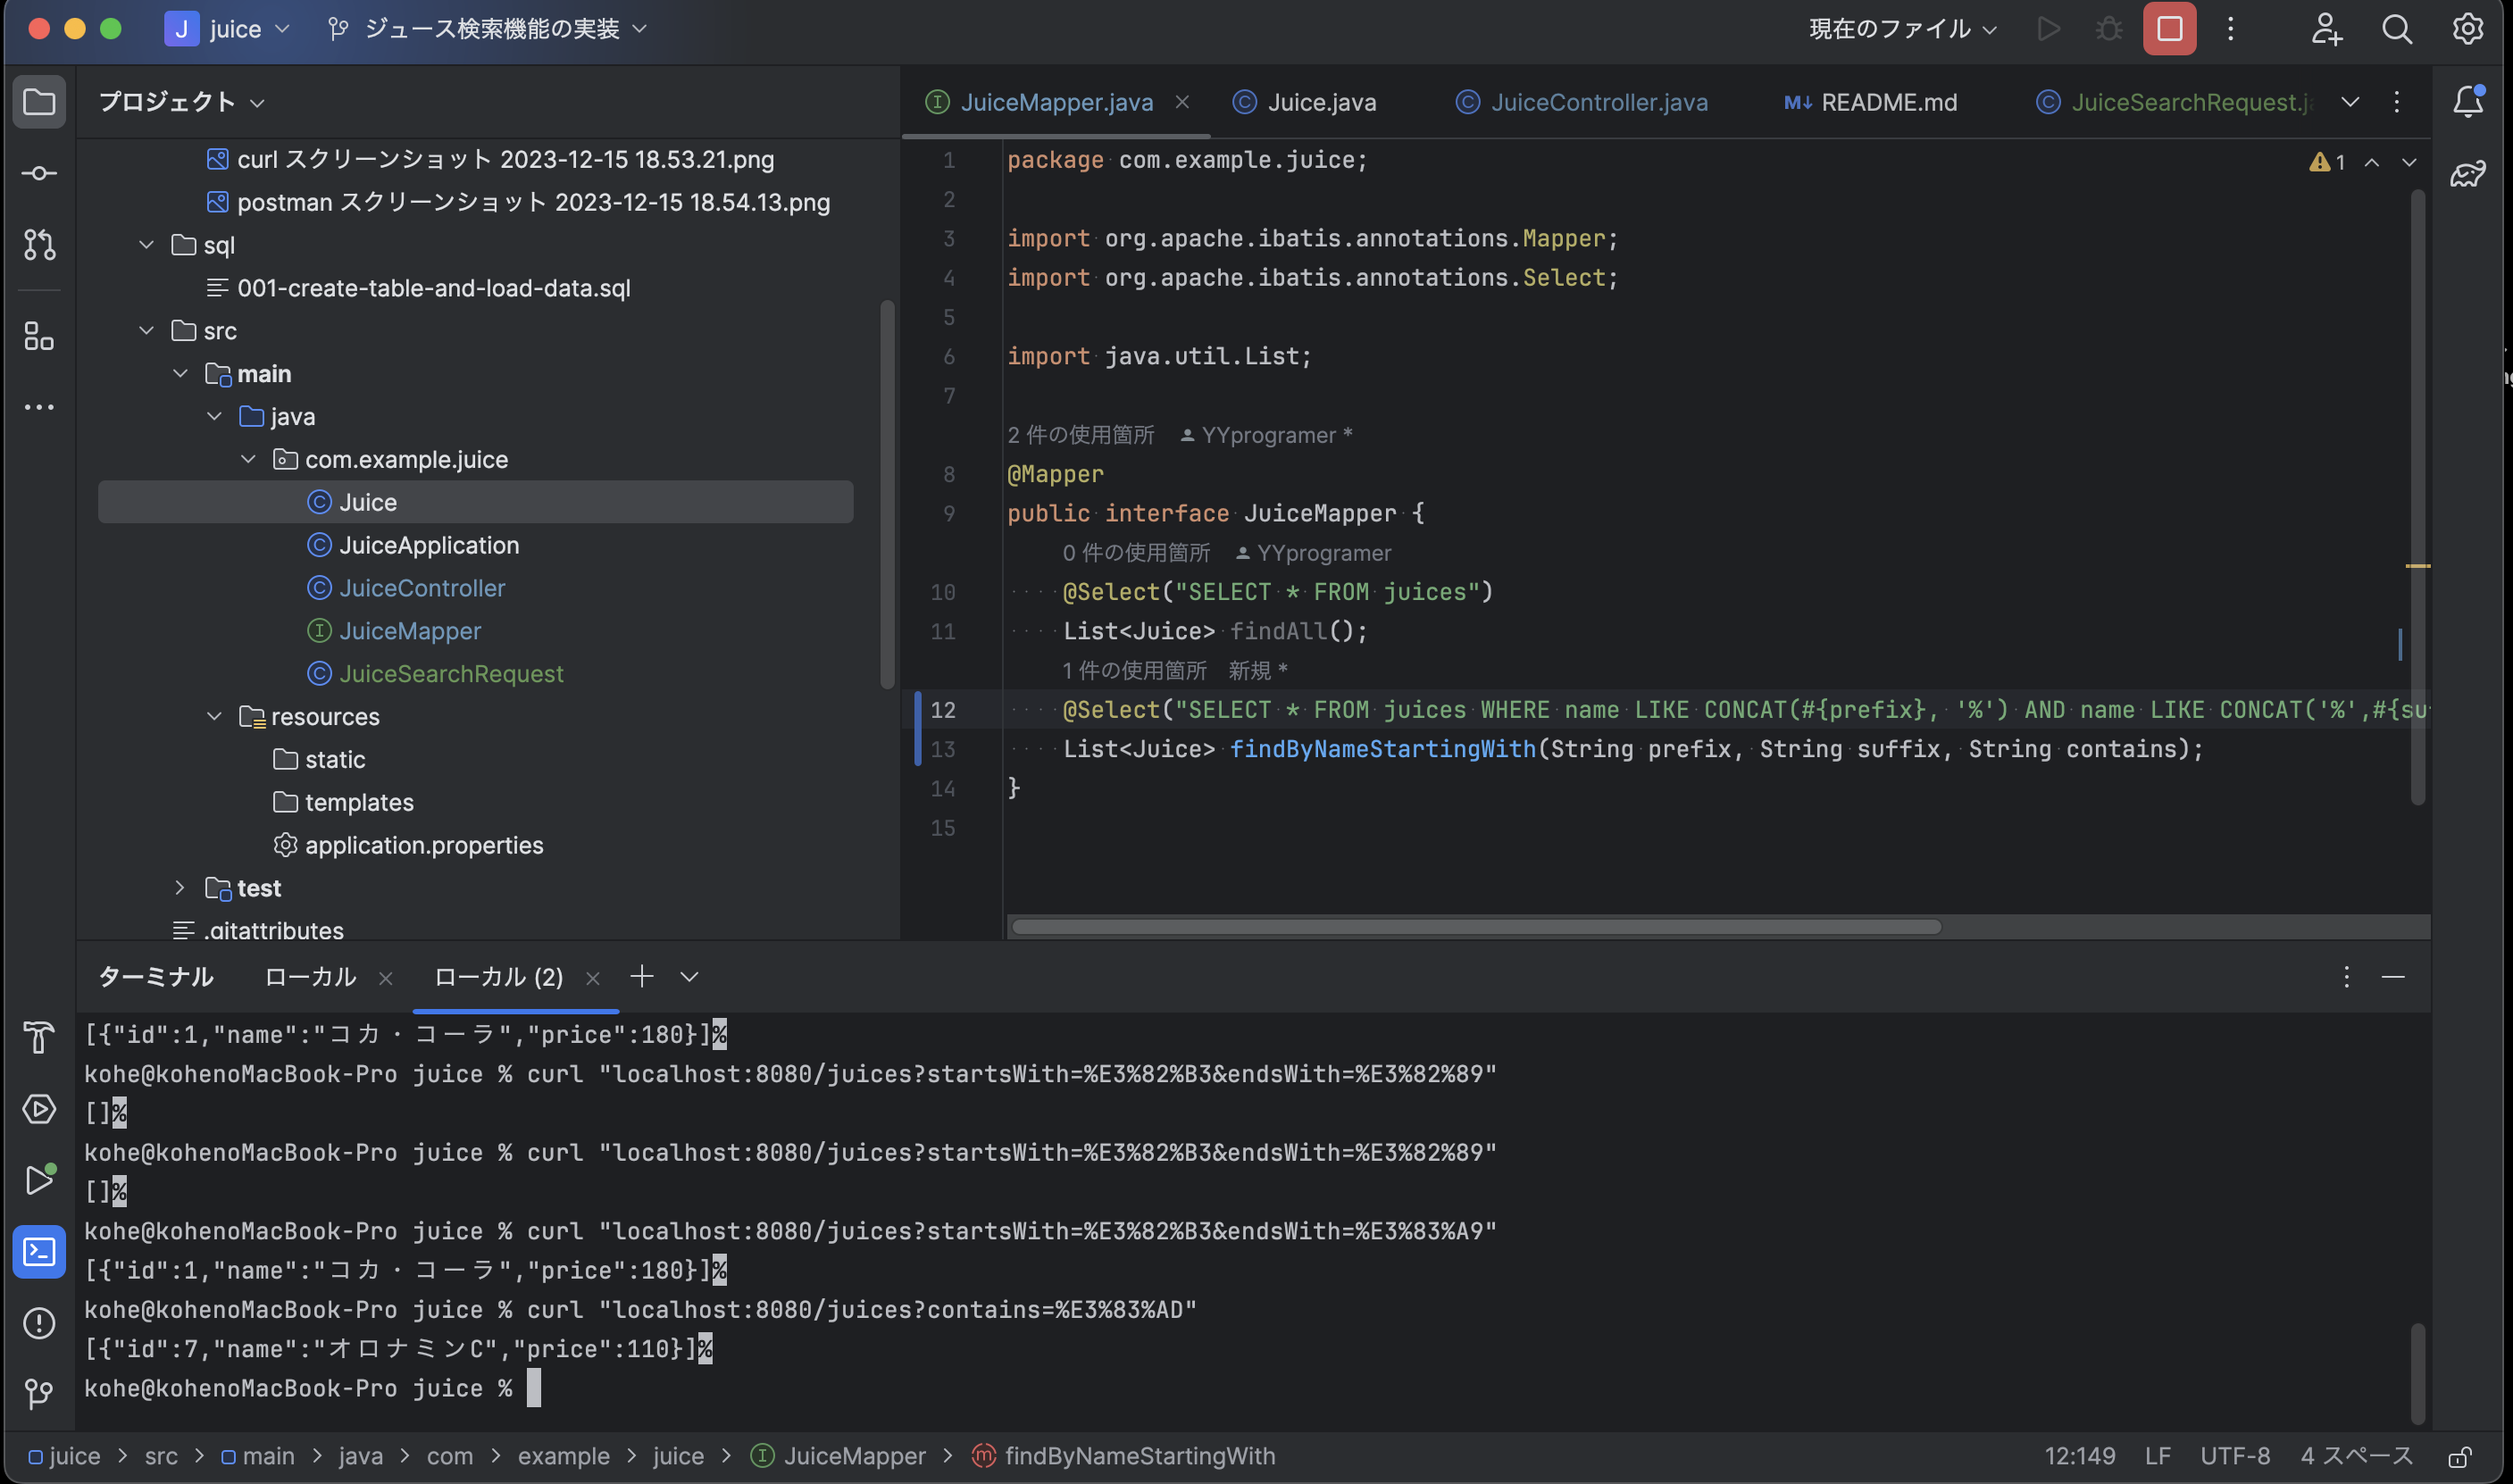 J juice ジュース検索機能の実装 現在のファイル
プロジェクト
curl スクリーンショット 2023-12-15 18.53.21.png
postman スクリーンショット 2023-12-15 18.54.13.png
sql
001-create-table-and-load-data.sql
src
main
java
com.example.juice
Juice
JuiceApplication
JuiceController
JuiceMapper
JuiceSearchRequest
resources
static
templates
application.properties
test
.gitattributes
JuiceMapper.java Juice.java JuiceController.java README.md JuiceSearchRequest.j
1
1 package com.example.juice;
2
3 import org.apache.ibatis.annotations.Mapper;
4 import org.apache.ibatis.annotations.Select;
5
6 import java.util.List;
7
2 件の使用箇所 YYprogramer *
8 @Mapper
9 public interface JuiceMapper {
0 件の使用箇所 YYprogramer
10 @Select("SELECT * FROM juices")
11 List<Juice> findAll();
1 件の使用箇所 新規 *
12 @Select("SELECT * FROM juices WHERE name LIKE CONCAT(#{prefix}, '%') AND name LIKE CONCAT('%',#{su
13 List<Juice> findByNameStartingWith(String prefix, String suffix, String contains);
14 }
15
ターミナル ローカル ローカル (2)
[{"id":1,"name":"コカ・コーラ","price":180}]%
kohe@kohenoMacBook-Pro juice % curl "localhost:8080/juices?startsWith=%E3%82%B3&endsWith=%E3%82%89"
[]%
kohe@kohenoMacBook-Pro juice % curl "localhost:8080/juices?startsWith=%E3%82%B3&endsWith=%E3%82%89"
[]%
kohe@kohenoMacBook-Pro juice % curl "localhost:8080/juices?startsWith=%E3%82%B3&endsWith=%E3%83%A9"
[{"id":1,"name":"コカ・コーラ","price":180}]%
kohe@kohenoMacBook-Pro juice % curl "localhost:8080/juices?contains=%E3%83%AD"
[{"id":7,"name":"オロナミンC","price":110}]%
kohe@kohenoMacBook-Pro juice %
juice > src > main > java > com > example > juice > JuiceMapper > findByNameStartingWith 12:149 LF UTF-8 4 スペース